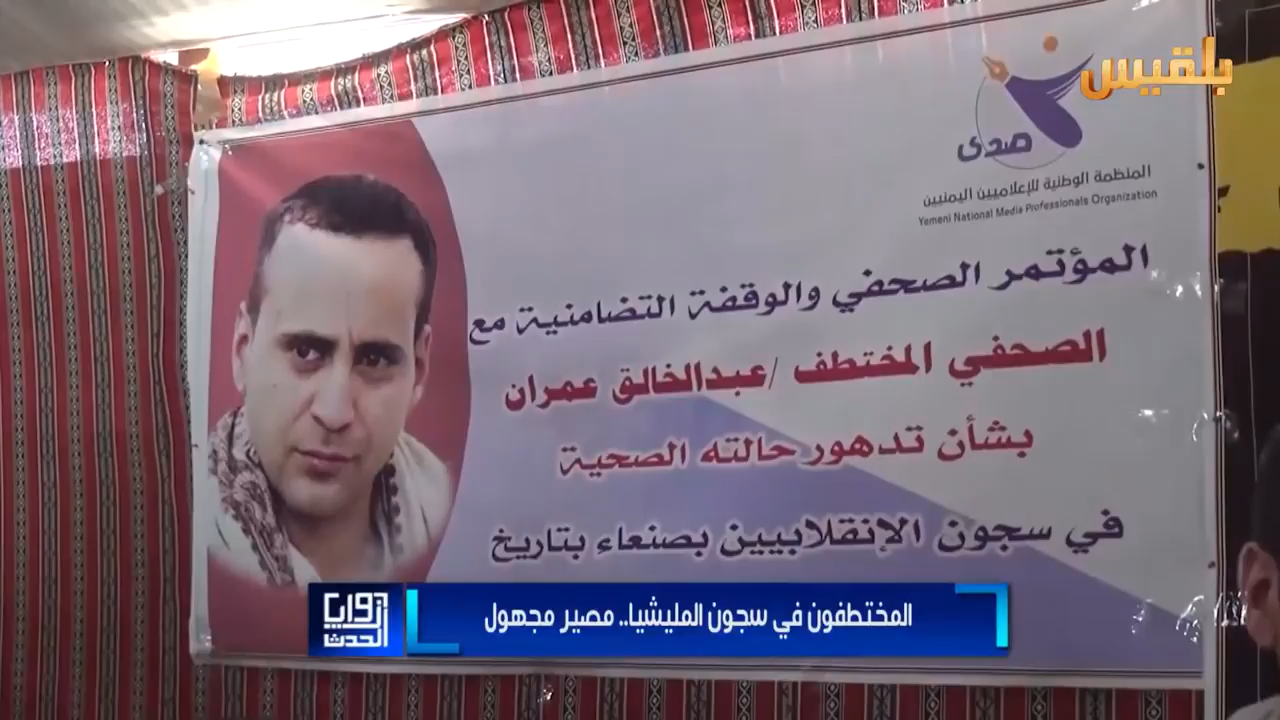 بلقيس
صدى
المنظمة الوطنية للإعلاميين اليمنيين
Yemeni National Media Professionals Organization
المؤتمر الصحفي والوقفة التضامنية مع
الصحفي المختطف /عبدالخالق عمران
بشأن تدهور حالته الصحية
في سجون الإنقلابيين بصنعاء بتاريخ
المختطفون في سجون المليشيا.. مصير مجهول
زوايا
الحدث